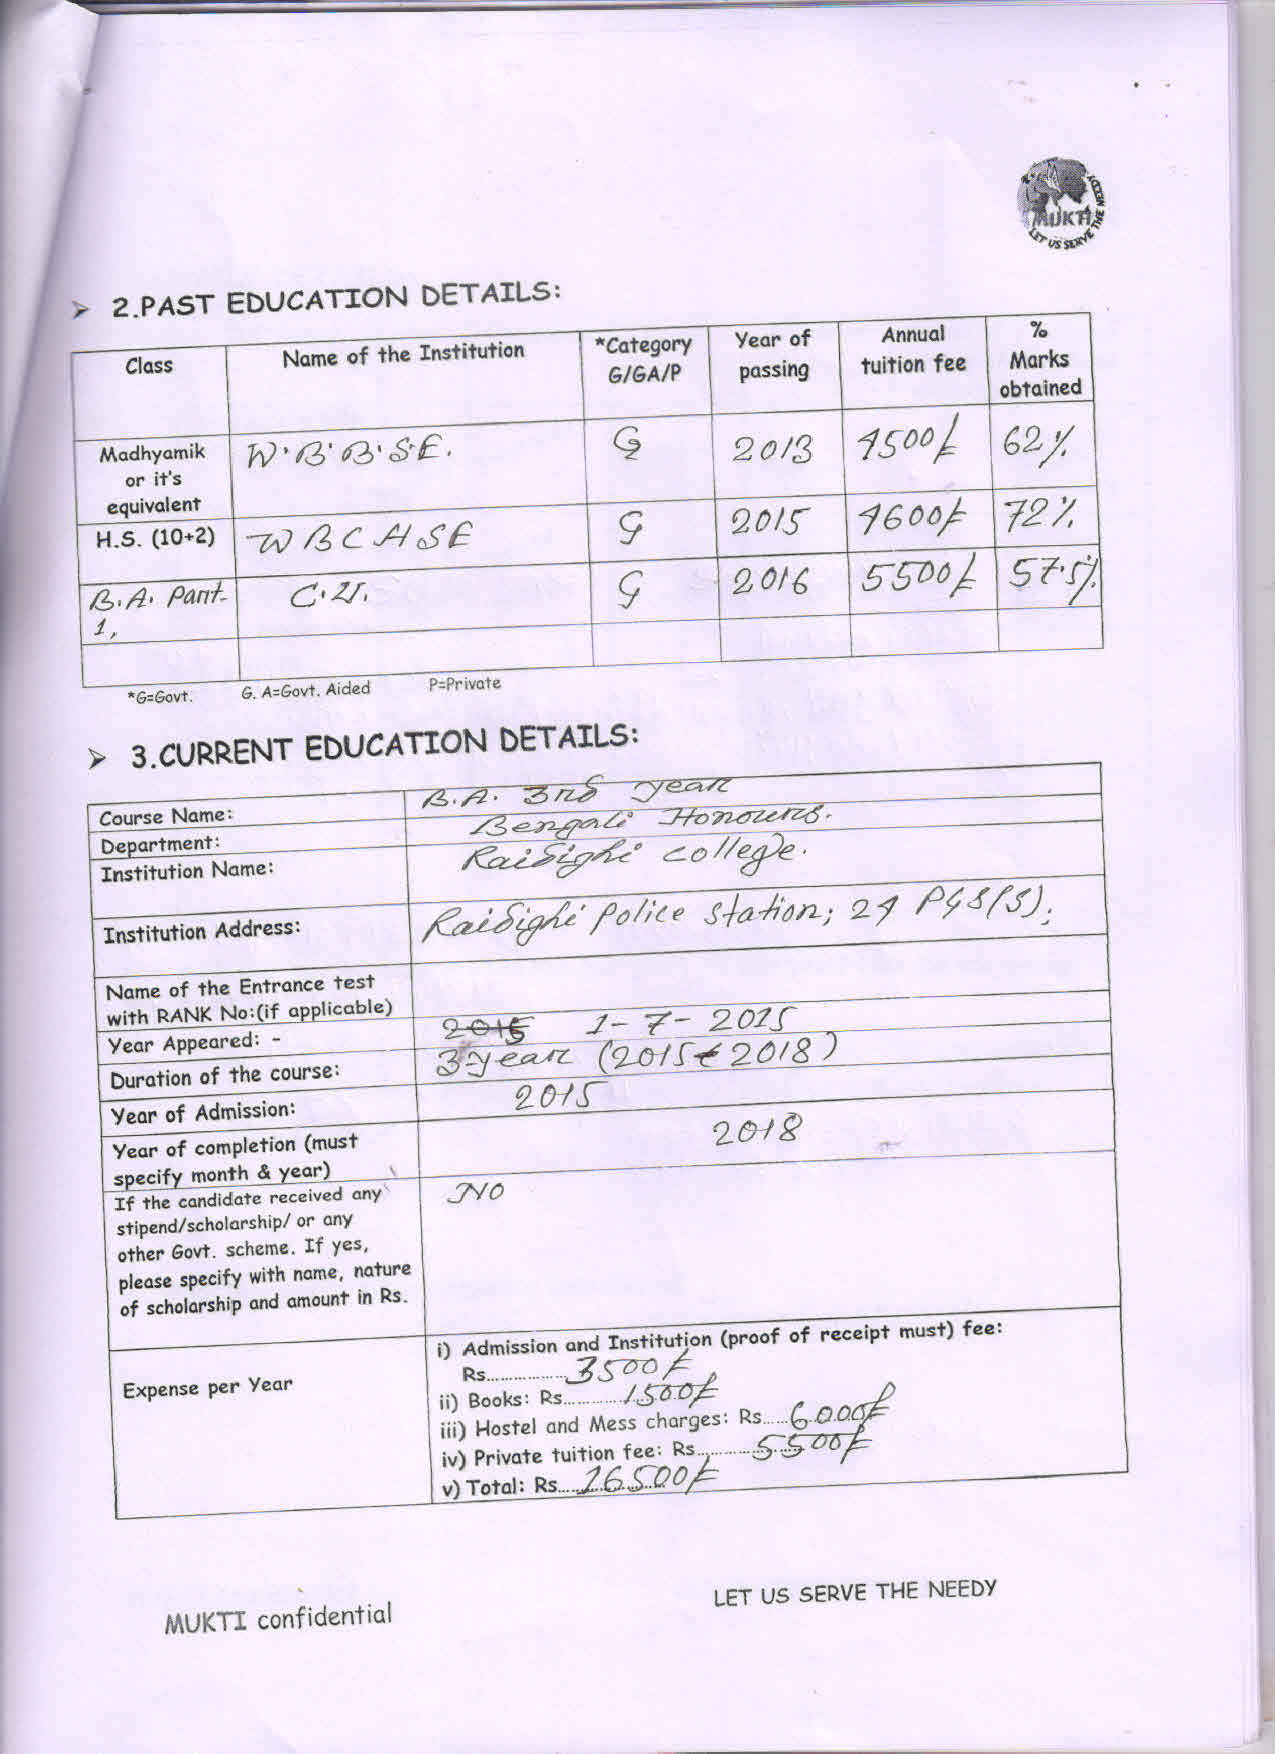 MUKTI
LET US SERVE THE NEEDY
➢ 2.PAST EDUCATION DETAILS:
Class Name of the Institution *Category G/GA/P Year of passing Annual tuition fee % Marks obtained
Madhyamik or it's equivalent W.B.B.S.E. G 2013 4500/- 62%
H.S. (10+2) WBCHSE G 2015 4600/- 72%
B.A. Part- 1, C.U. G 2016 5500/- 57.5%
*G=Govt. G. A=Govt. Aided P=Private
➢ 3.CURRENT EDUCATION DETAILS:
Course Name: B.A. 3rd year
Department: Bengali Honours.
Institution Name: Raidighi college.
Institution Address: Raidighi police station; 24 PGS(S);
Name of the Entrance test
with RANK No:(if applicable)
Year Appeared: - 2015 1-7-2015
Duration of the course: 3 year (2015 2018)
Year of Admission: 2015
Year of completion (must
specify month & year) 2018
If the candidate received any NO
stipend/scholarship/ or any
other Govt. scheme. If yes,
please specify with name, nature
of scholarship and amount in Rs.
Expense per Year
i) Admission and Institution (proof of receipt must) fee:
Rs................. 3500/-
ii) Books: Rs............ 1500/-
iii) Hostel and Mess charges: Rs..... 6000/-
iv) Private tuition fee: Rs................. 5500/-
v) Total: Rs.................... 16500/-
MUKTI confidential
LET US SERVE THE NEEDY